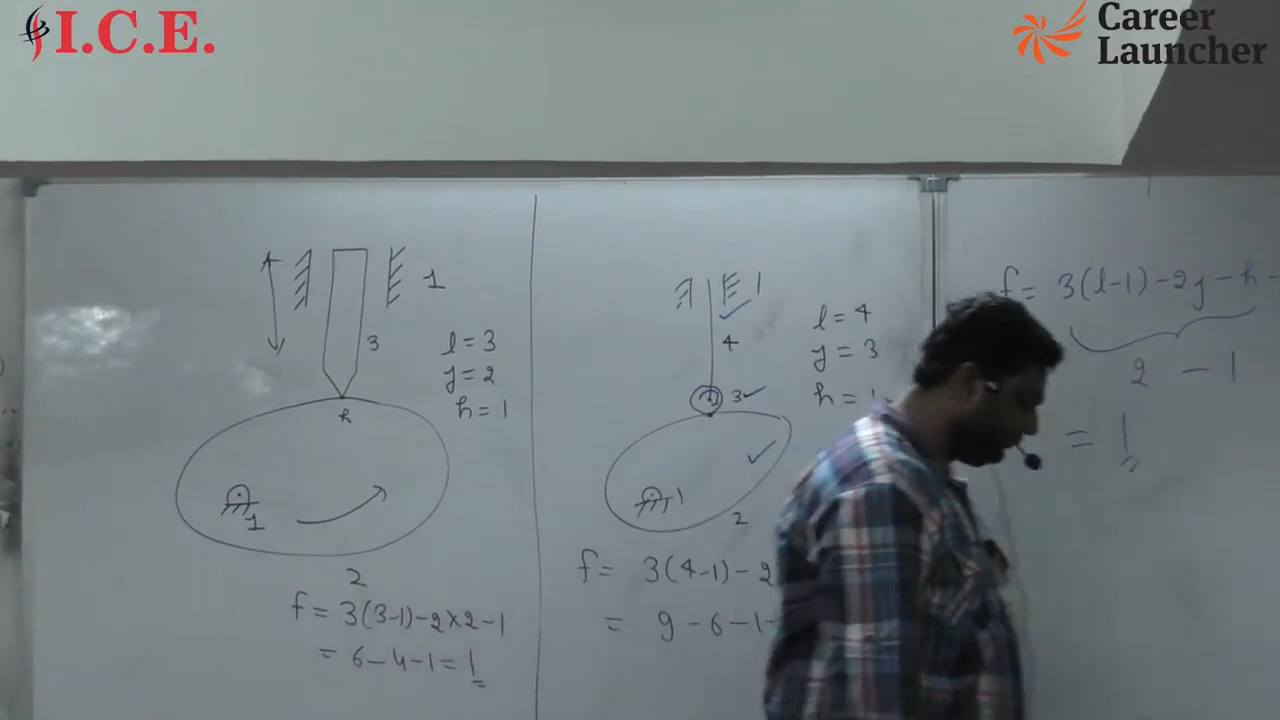 I.C.E.
Career
Launcher
1
3
l = 3
y = 2
h = 1
h
1
2
f = 3(3-1)-2×2-1
= 6-4-1 = 1
1
4
3
l = 4
y = 3
h =
1
2
f = 3(4-1)-2
= 9-6-1-
f = 3(l-1)-2y-h-
2 - 1
= 1